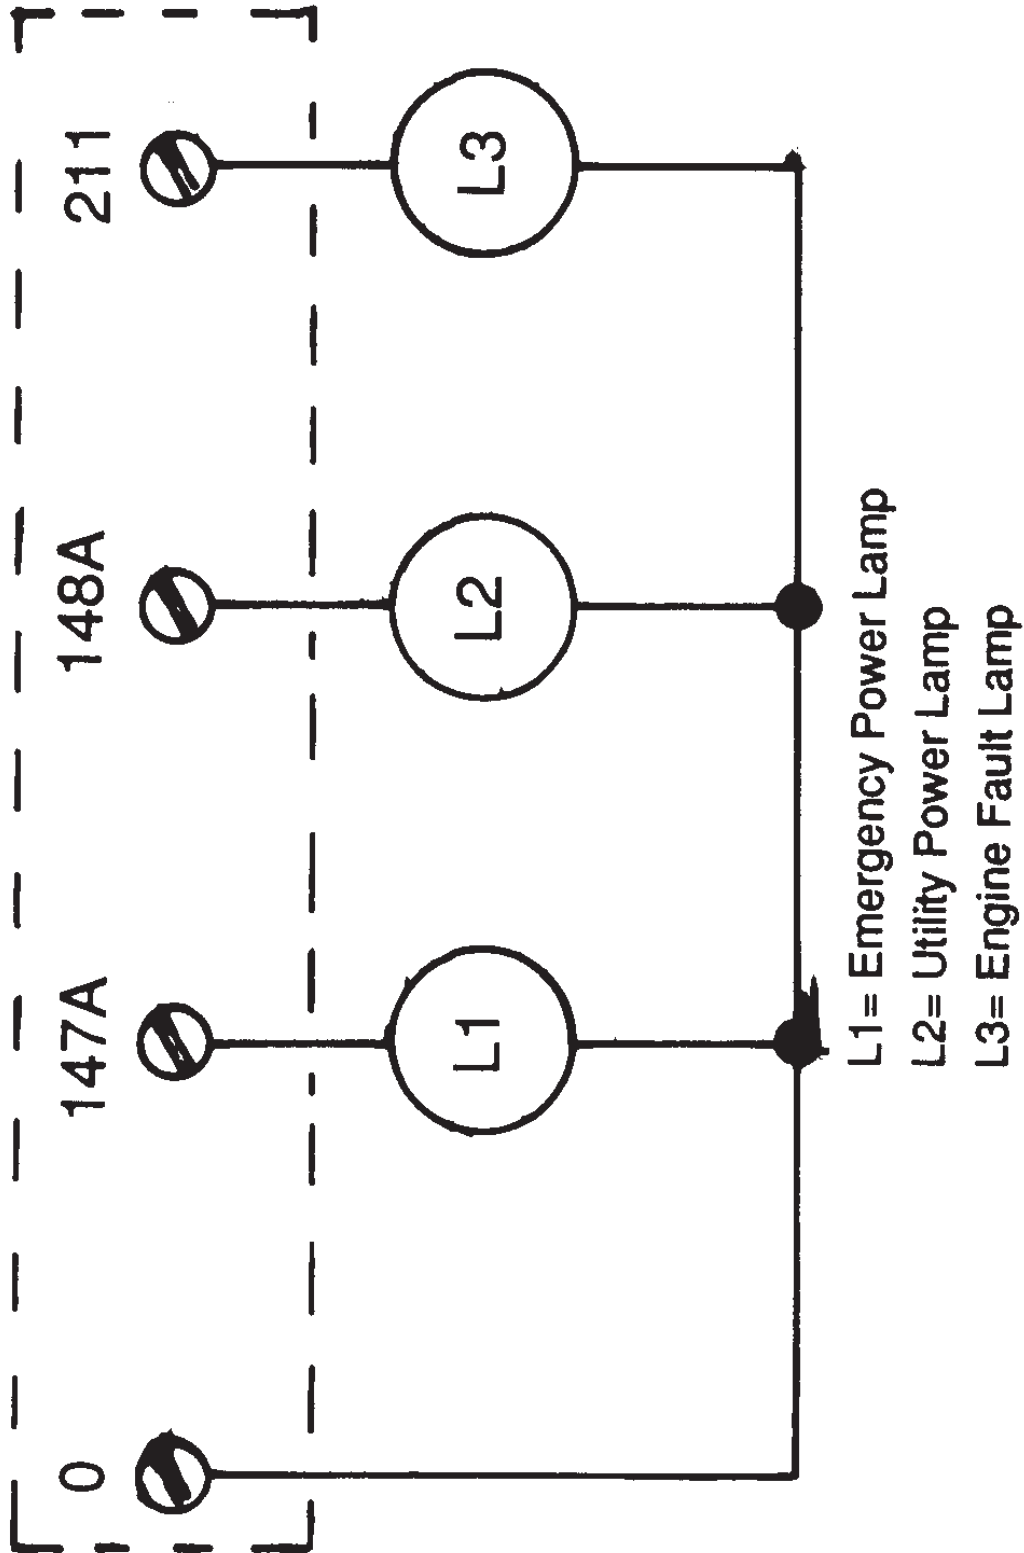 0 147A 148A 211
L1 L2 L3
L1= Emergency Power Lamp
L2= Utility Power Lamp
L3= Engine Fault Lamp